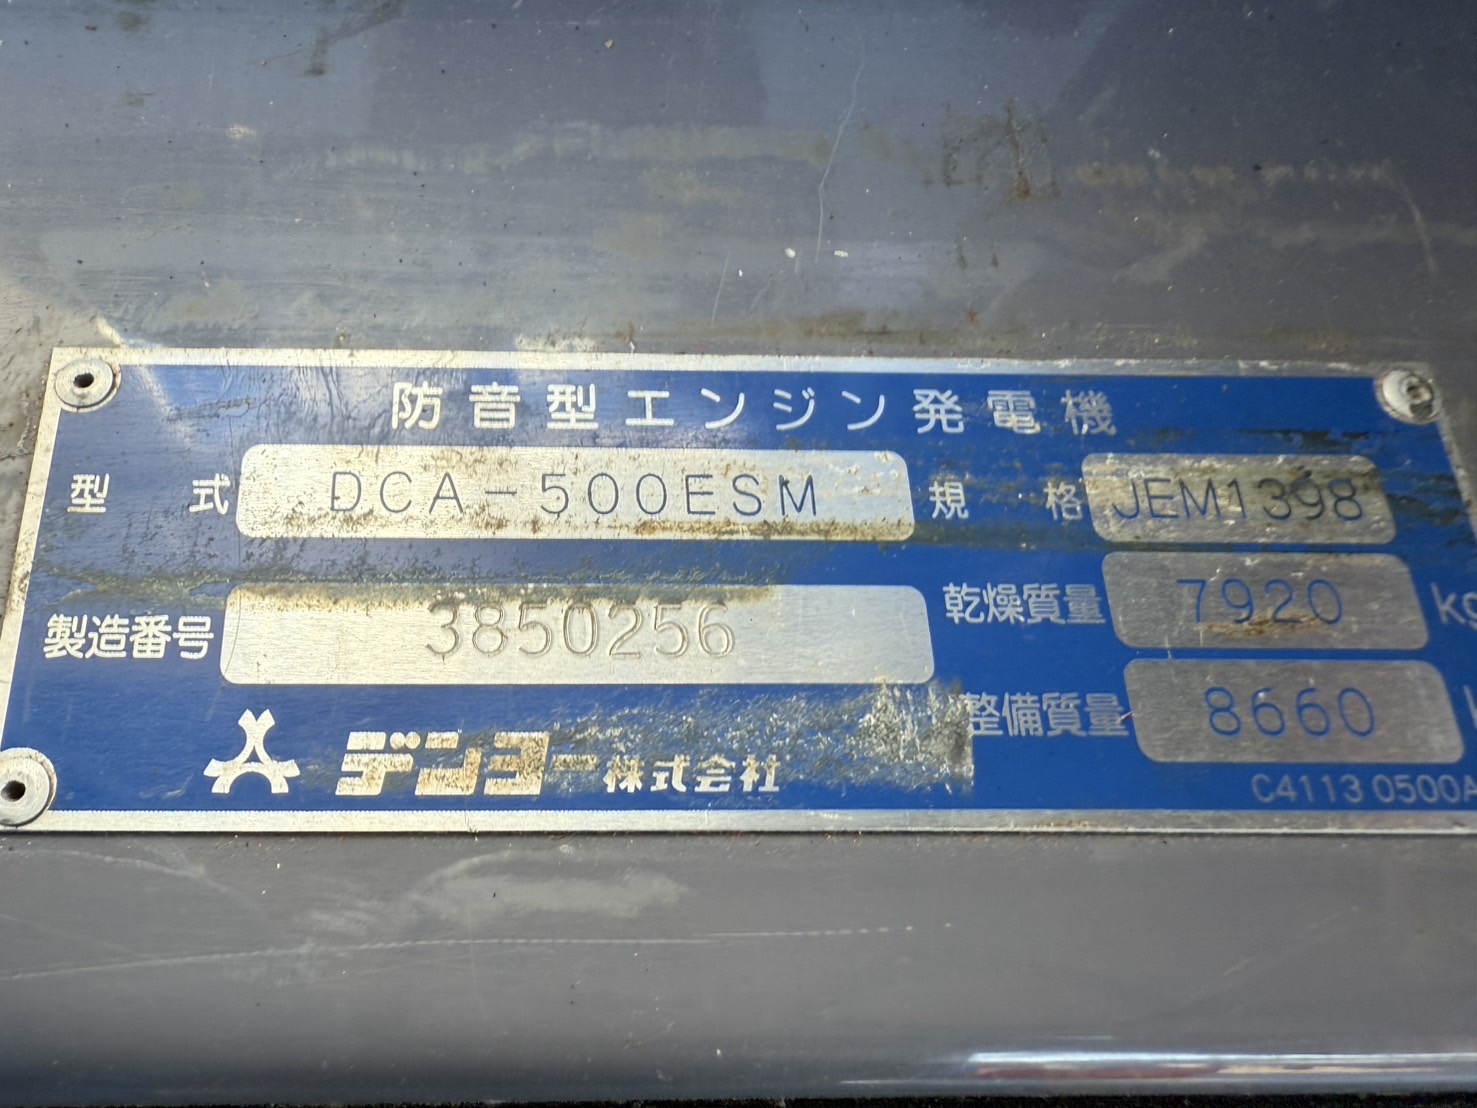 防音型エンジン発電機
型式 DCA-500ESM 規格 JEM1398
製造番号 3850256 乾燥質量 7920 kg
整備質量 8660
デンヨー株式会社
C4113 0500A